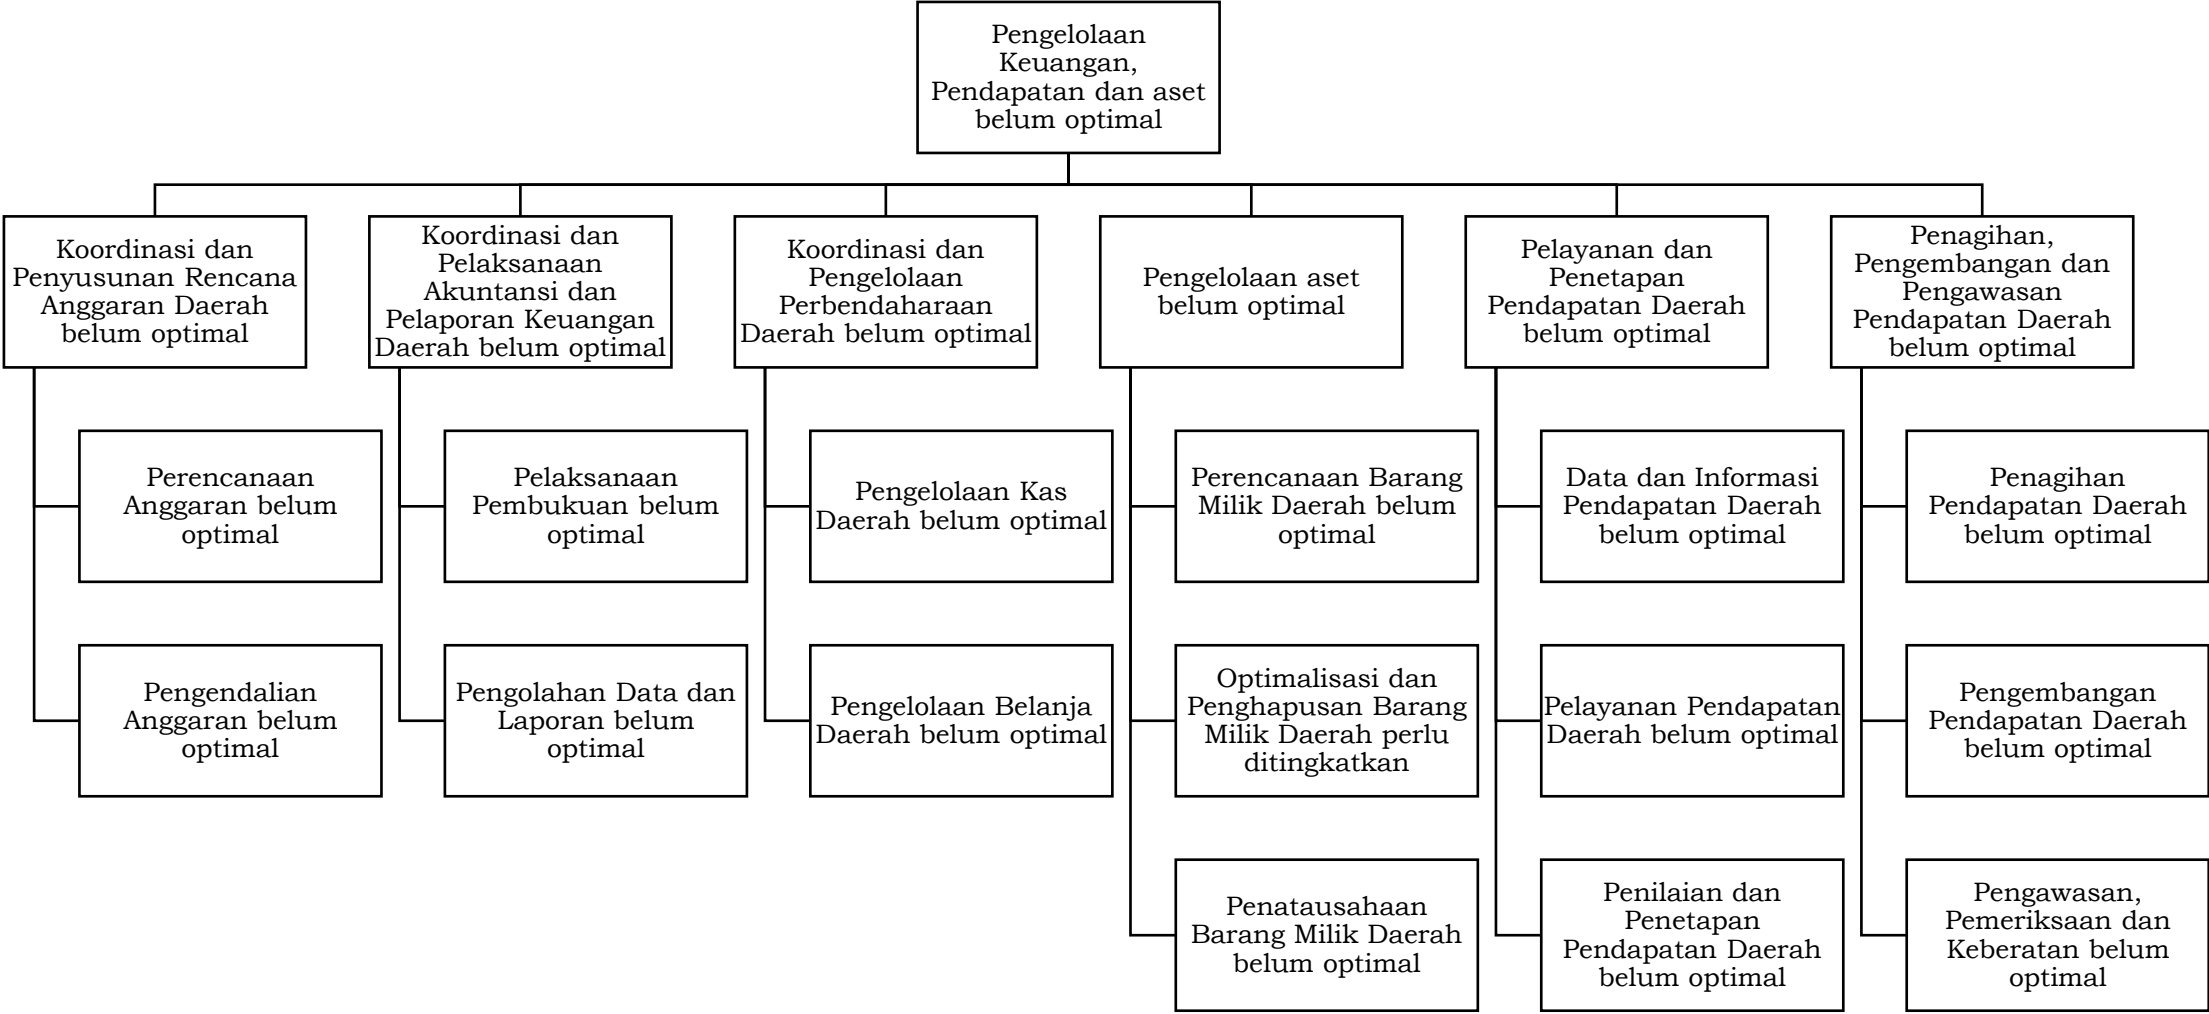 Pengelolaan
Keuangan,
Pendapatan dan aset
belum optimal
Koordinasi dan
Penyusunan Rencana
Anggaran Daerah
belum optimal
Koordinasi dan
Pelaksanaan
Akuntansi dan
Pelaporan Keuangan
Daerah belum optimal
Koordinasi dan
Pengelolaan
Perbendaharaan
Daerah belum optimal
Pengelolaan aset
belum optimal
Pelayanan dan
Penetapan
Pendapatan Daerah
belum optimal
Penagihan,
Pengembangan dan
Pengawasan
Pendapatan Daerah
belum optimal
Perencanaan
Anggaran belum
optimal
Pelaksanaan
Pembukuan belum
optimal
Pengelolaan Kas
Daerah belum optimal
Perencanaan Barang
Milik Daerah belum
optimal
Data dan Informasi
Pendapatan Daerah
belum optimal
Penagihan
Pendapatan Daerah
belum optimal
Pengendalian
Anggaran belum
optimal
Pengolahan Data dan
Laporan belum
optimal
Pengelolaan Belanja
Daerah belum optimal
Optimalisasi dan
Penghapusan Barang
Milik Daerah perlu
ditingkatkan
Pelayanan Pendapatan
Daerah belum optimal
Pengembangan
Pendapatan Daerah
belum optimal
Penatausahaan
Barang Milik Daerah
belum optimal
Penilaian dan
Penetapan
Pendapatan Daerah
belum optimal
Pengawasan,
Pemeriksaan dan
Keberatan belum
optimal